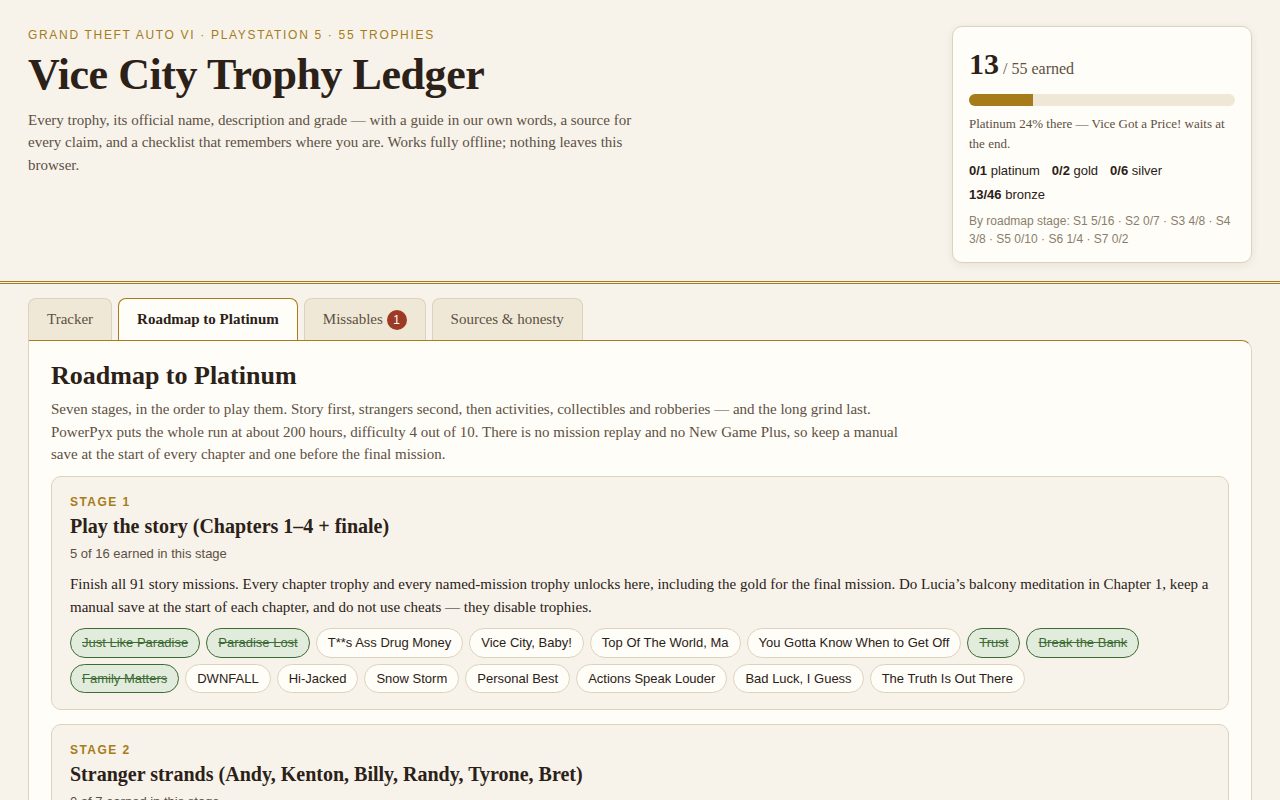 GRAND THEFT AUTO VI · PLAYSTATION 5 · 55 TROPHIES
Vice City Trophy Ledger
Every trophy, its official name, description and grade — with a guide in our own words, a source for
every claim, and a checklist that remembers where you are. Works fully offline; nothing leaves this
browser.
13 / 55 earned
Platinum 24% there — Vice Got a Price! waits at
the end.
0/1 platinum 0/2 gold 0/6 silver
13/46 bronze
By roadmap stage: S1 5/16 · S2 0/7 · S3 4/8 · S4
3/8 · S5 0/10 · S6 1/4 · S7 0/2
Tracker
Roadmap to Platinum
Missables 1
Sources & honesty
Roadmap to Platinum
Seven stages, in the order to play them. Story first, strangers second, then activities, collectibles and robberies — and the long grind last.
PowerPyx puts the whole run at about 200 hours, difficulty 4 out of 10. There is no mission replay and no New Game Plus, so keep a manual
save at the start of every chapter and one before the final mission.
STAGE 1
Play the story (Chapters 1–4 + finale)
5 of 16 earned in this stage
Finish all 91 story missions. Every chapter trophy and every named-mission trophy unlocks here, including the gold for the final mission. Do Lucia’s balcony meditation in Chapter 1, keep a
manual save at the start of each chapter, and do not use cheats — they disable trophies.
Just Like Paradise Paradise Lost T**s Ass Drug Money Vice City, Baby! Top Of The World, Ma You Gotta Know When to Get Off Trust Break the Bank
Family Matters DWNFALL Hi-Jacked Snow Storm Personal Best Actions Speak Louder Bad Luck, I Guess The Truth Is Out There
STAGE 2
Stranger strands (Andy, Kenton, Billy, Randy, Tyrone, Bret)
0 of 7 earned in this stage